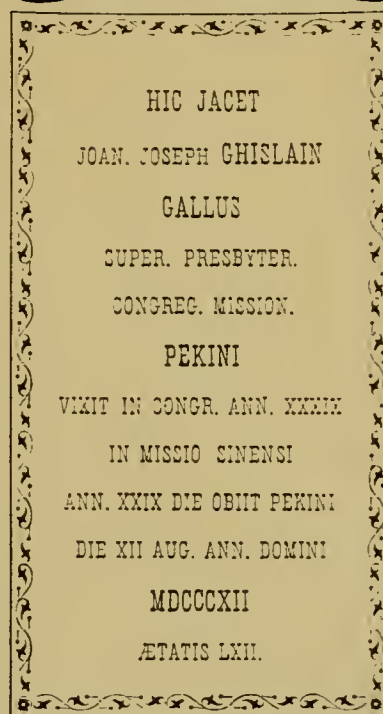 HIC JACET
JOAN. JOSEPH GHISLAIN
GALLUS
SUPER. PRESBYTER.
CONGREG. MISSION.
PEKINI
VIXIT IN CONGR. ANN. XXXIX
IN MISSIO SINENSI
ANN. XXIX DIE OBIIT PEKINI
DIE XII AUG. ANN. DOMINI
MDCCCXII
ÆTATIS LXII.